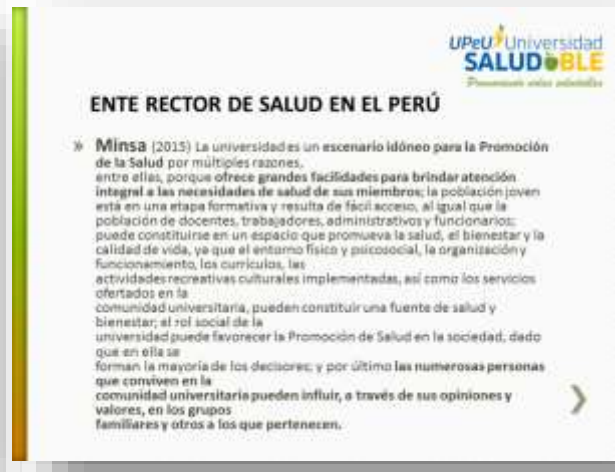 UPeU Universidad
SALUDABLE
Promoviendo vidas saludables
ENTE RECTOR DE SALUD EN EL PERÚ
» Minsa (2015) La universidad es un escenario idóneo para la Promoción
de la Salud por múltiples razones,
entre ellas, porque ofrece grandes facilidades para brindar atención
integral a las necesidades de salud de sus miembros; la población joven
está en una etapa formativa y resulta de fácil acceso, al igual que la
población de docentes, trabajadores, administrativos y funcionarios;
puede constituirse en un espacio que promueva la salud, el bienestar y la
calidad de vida, ya que el entorno físico y psicosocial, la organización y
funcionamiento, los currículos, las
actividades recreativas culturales implementadas, así como los servicios
ofertados en la
comunidad universitaria, pueden constituir una fuente de salud y
bienestar; el rol social de la
universidad puede favorecer la Promoción de Salud en la sociedad, dado
que en ella se
forman la mayoría de los decisores; y por último las numerosas personas
que conviven en la
comunidad universitaria pueden influir, a través de sus opiniones y
valores, en los grupos
familiares y otros a los que pertenecen.